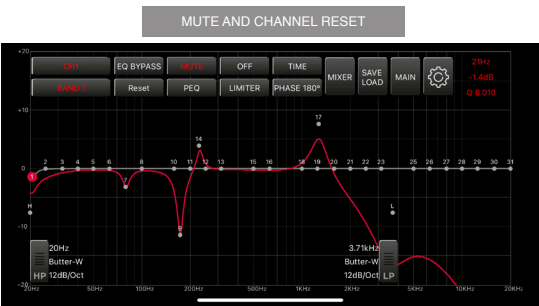 MUTE AND CHANNEL RESET
+20
CH1 EQ BYPASS MUTE OFF TIME MIXER SAVE LOAD MAIN 21Hz
-1.4dB
BAND 1 Reset PEQ LIMITER PHASE 180° Q 8.010
+10
17
14
1 2 3 4 5 6 8 10 11 12 13 15 16 18 19 20 21 22 23 25 26 27 28 29 30 31
0
7
H L
-10
9
20Hz 3.71kHz
Butter-W Butter-W
HP 12dB/Oct 12dB/Oct LP
-20
20Hz 50Hz 100Hz 200Hz 500Hz 1KHz 2KHz 5KHz 10KHz 20KHz